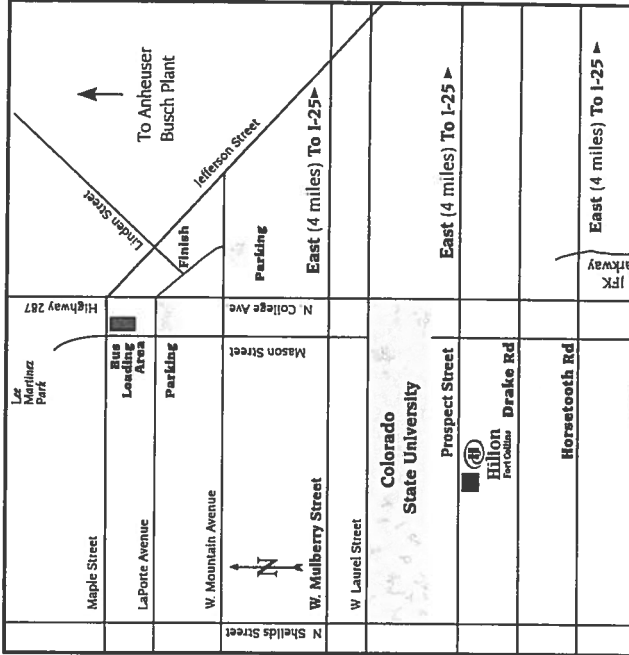 To Anheuser
Busch Plant
Linden Street
Jefferson Street
Finish
Highway 287
Lee
Martinez
Park
Bus
Loading
Area
Maple Street
LaPorte Avenue
Parking
Parking
W. Mountain Avenue
N. College Ave
Mason Street
N
East (4 miles) To I-25►
W. Mulberry Street
W Laurel Street
N Shields Street
Colorado
State University
Prospect Street
East (4 miles) To I-25 ►
H
Hilton
Fort Collins
Drake Rd
Horsetooth Rd
East (4 miles) To I-25 ►
JFK
arkway